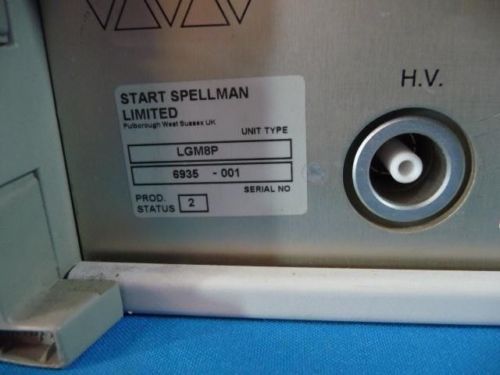 START SPELLMAN
LIMITED
Pulborough West Sussex UK
UNIT TYPE
LGM8P
6935 - 001
SERIAL NO
PROD.
STATUS 2
H.V.